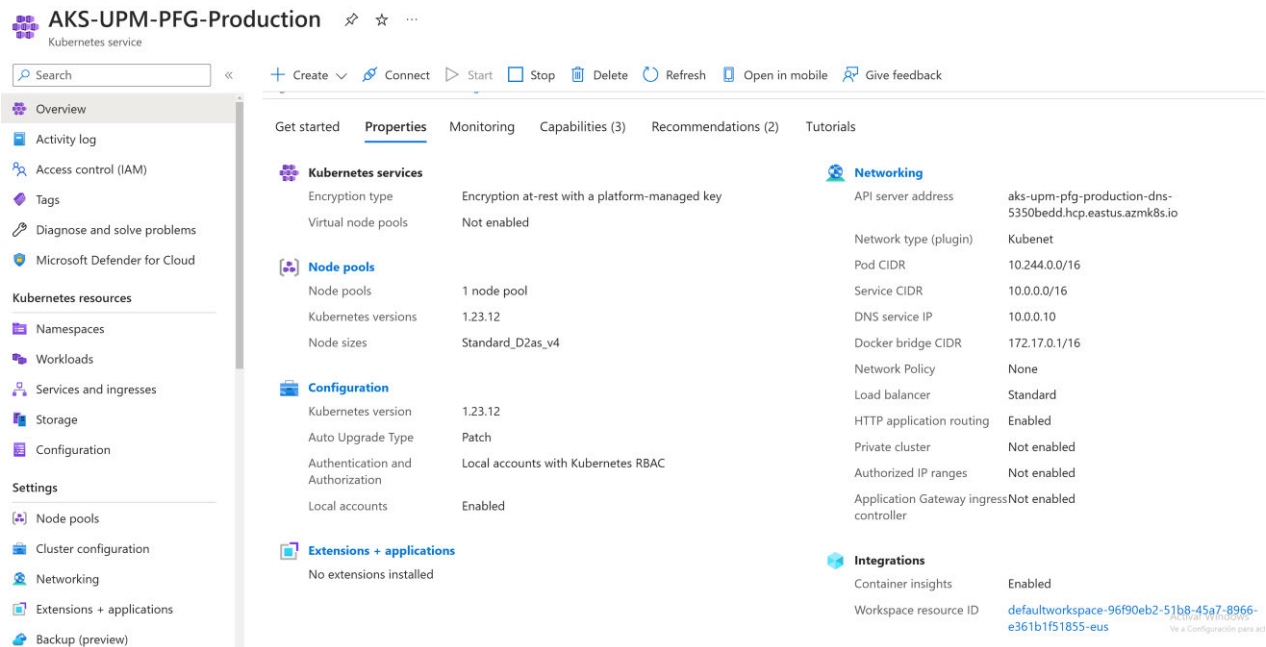 AKS-UPM-PFG-Production
Kubernetes service
Search
Create
Connect
Start
Stop
Delete
Refresh
Open in mobile
Give feedback
Overview
Activity log
Access control (IAM)
Tags
Diagnose and solve problems
Microsoft Defender for Cloud
Kubernetes resources
Namespaces
Workloads
Services and ingresses
Storage
Configuration
Settings
Node pools
Cluster configuration
Networking
Extensions + applications
Backup (preview)
Get started Properties Monitoring Capabilities (3) Recommendations (2) Tutorials
Kubernetes services
Encryption type Encryption at-rest with a platform-managed key
Virtual node pools Not enabled
Node pools
Node pools 1 node pool
Kubernetes versions 1.23.12
Node sizes Standard_D2as_v4
Configuration
Kubernetes version 1.23.12
Auto Upgrade Type Patch
Authentication and Local accounts with Kubernetes RBAC
Authorization
Local accounts Enabled
Extensions + applications
No extensions installed
Networking
API server address aks-upm-pfg-production-dns-
5350bedd.hcp.eastus.azmk8s.io
Network type (plugin) Kubenet
Pod CIDR 10.244.0.0/16
Service CIDR 10.0.0.0/16
DNS service IP 10.0.0.10
Docker bridge CIDR 172.17.0.1/16
Network Policy None
Load balancer Standard
HTTP application routing Enabled
Private cluster Not enabled
Authorized IP ranges Not enabled
Application Gateway ingress Not enabled
controller
Integrations
Container insights Enabled
Workspace resource ID defaultworkspace-96f90eb2-51b8-45a7-8966-
e361b1f51855-eus
Activar Windows
Ve a Configuración para act